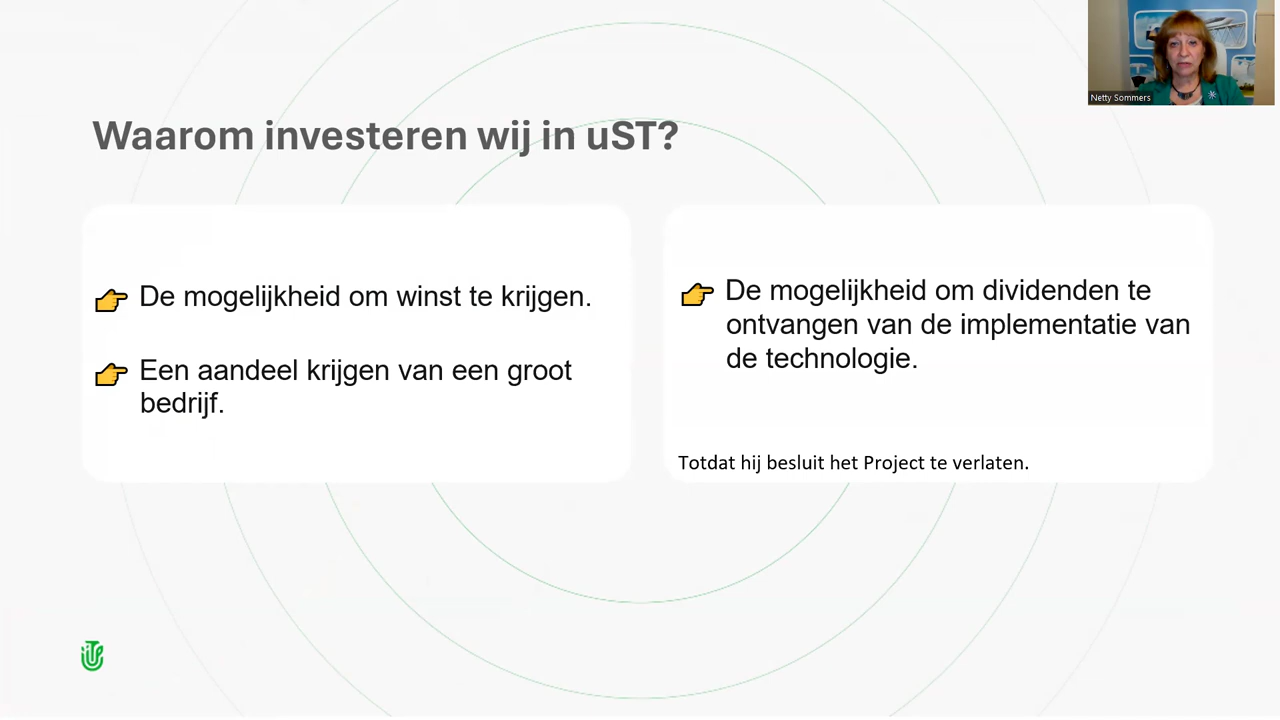 Netty Sommers
Waarom investeren wij in uST?
👉 De mogelijkheid om winst te krijgen.
👉 Een aandeel krijgen van een groot
bedrijf.
👉 De mogelijkheid om dividenden te
ontvangen van de implementatie van
de technologie.
Totdat hij besluit het Project te verlaten.